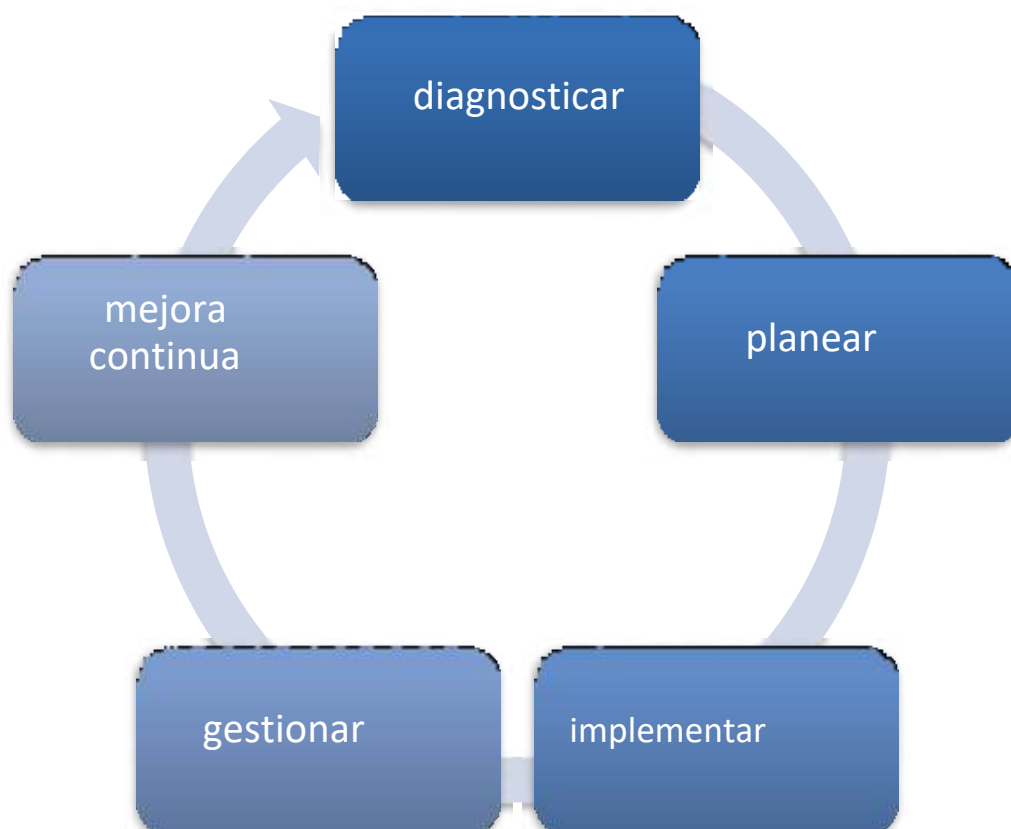 diagnosticar
planear
implementar
gestionar
mejora
continua